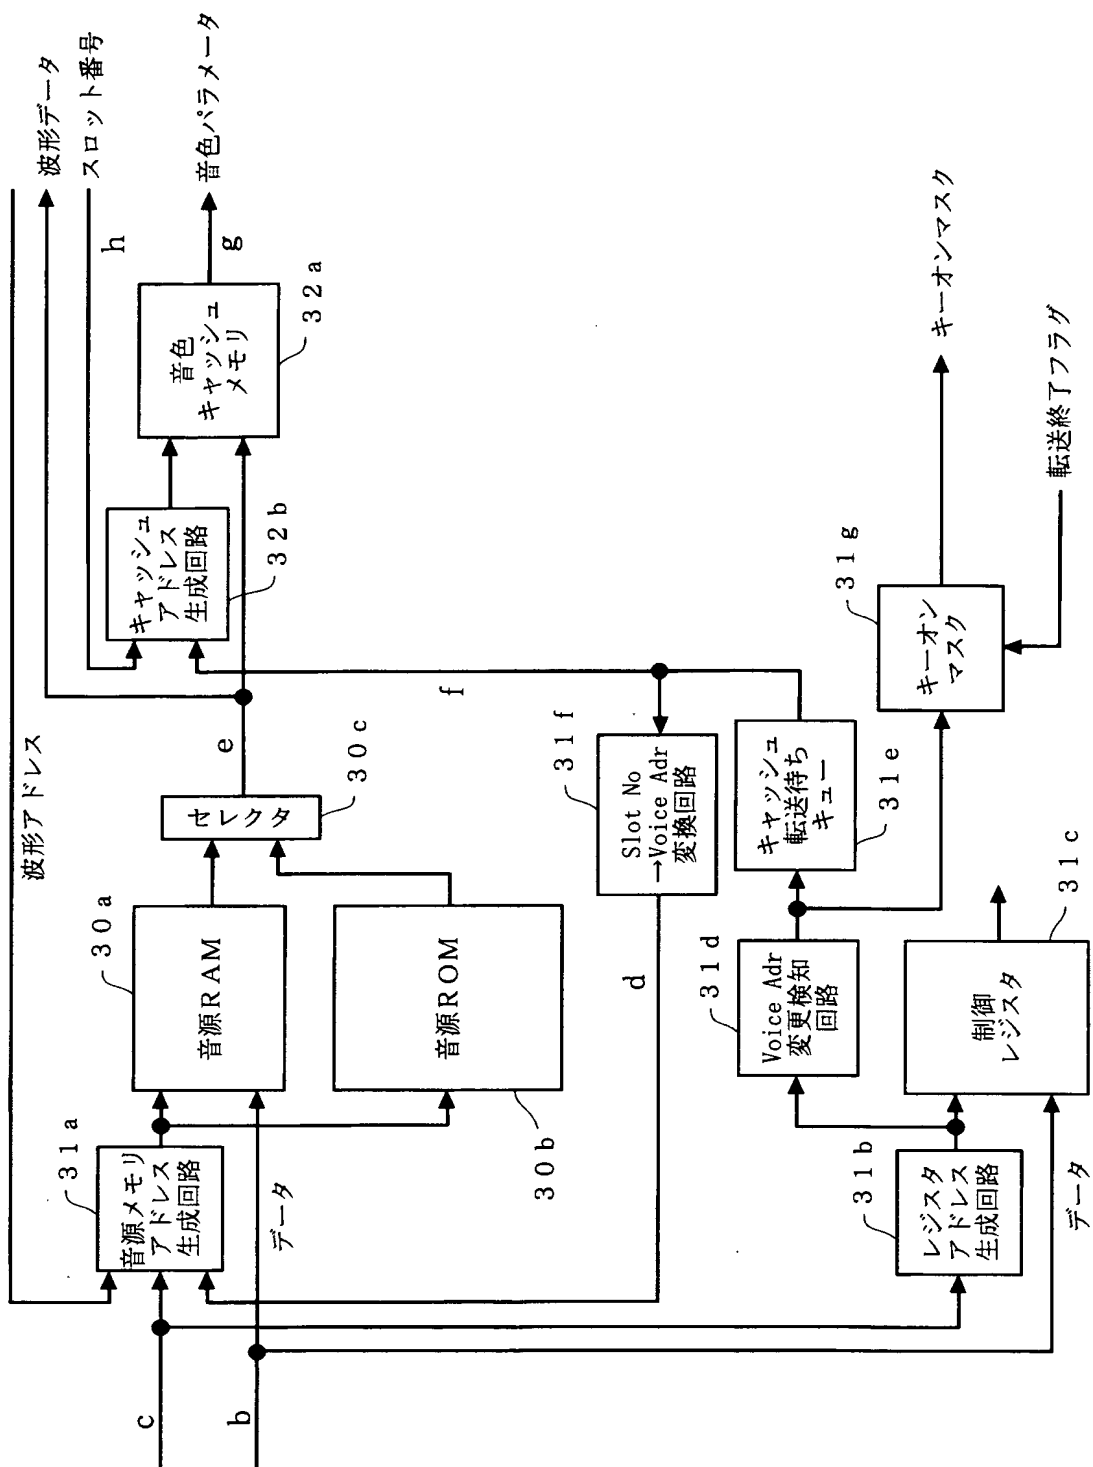 波形アドレス
波形データ
スロット番号
h
音色パラメータ
g
音色
キャッシュ
メモリ
32a
キャッシュ
アドレス
生成回路
32b
e
f
セレクタ
30c
音源RAM
30a
音源ROM
30b
音源メモリ
アドレス
生成回路
31a
データ
c
b
d
Slot No
→Voice Adr
変換回路
31f
キャッシュ
転送待ち
キュー
31e
Voice Adr
変更検知
回路
31d
キーオン
マスク
31g
キーオンマスク
転送終了フラグ
制御
レジスタ
31c
レジスタ
アドレス
生成回路
31b
データ